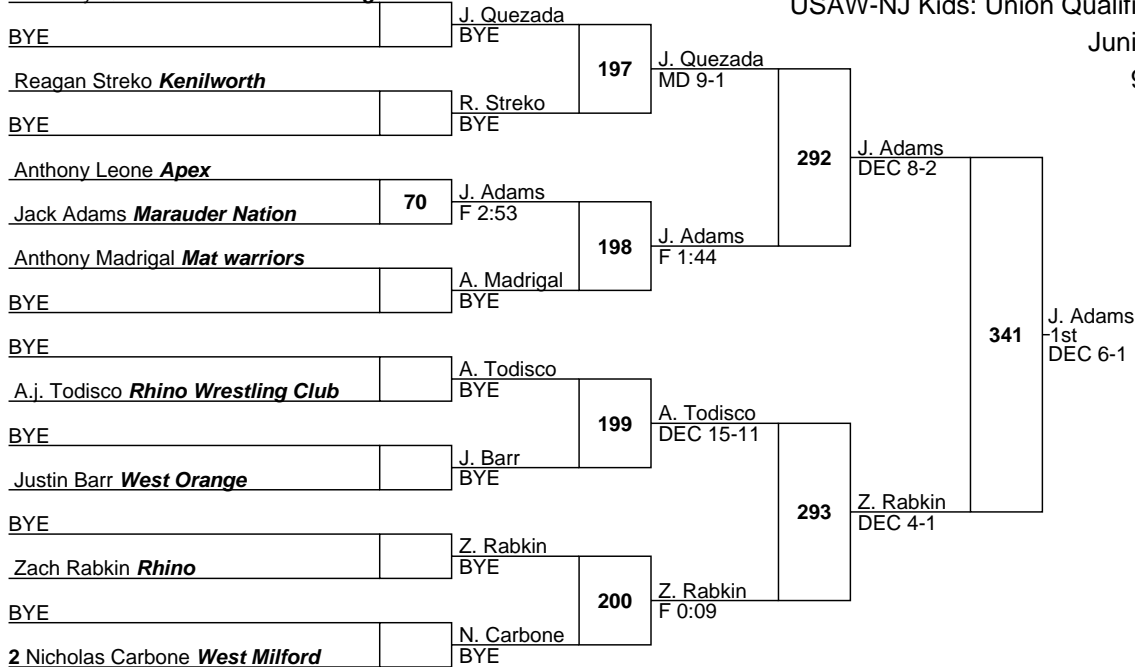 USAW-NJ Kids: Union
Juni
BYE
Reagan Streko Kenilworth
BYE
Anthony Leone Apex
Jack Adams Marauder Nation
Anthony Madrigal Mat warriors
BYE
BYE
A.j. Todisco Rhino Wrestling Club
BYE
Justin Barr West Orange
BYE
Zach Rabkin Rhino
BYE
2 Nicholas Carbone West Milford
70
J. Quezada
BYE
R. Streko
BYE
J. Adams
F 2:53
A. Madrigal
BYE
A. Todisco
BYE
J. Barr
BYE
Z. Rabkin
BYE
N. Carbone
BYE
197
198
199
200
J. Quezada
MD 9-1
J. Adams
F 1:44
A. Todisco
DEC 15-11
Z. Rabkin
F 0:09
292
293
J. Adams
DEC 8-2
Z. Rabkin
DEC 4-1
341
J. Adams
1st
DEC 6-1